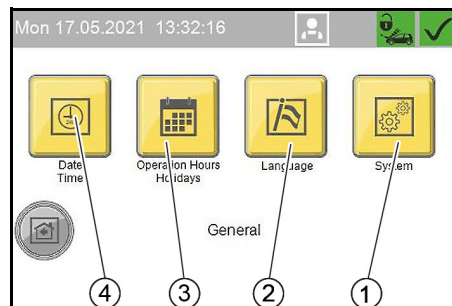 Mon 17.05.2021 13:32:16
24h
Date
Time
Operation Hours
Holidays
Language
System
General
4
3
2
1